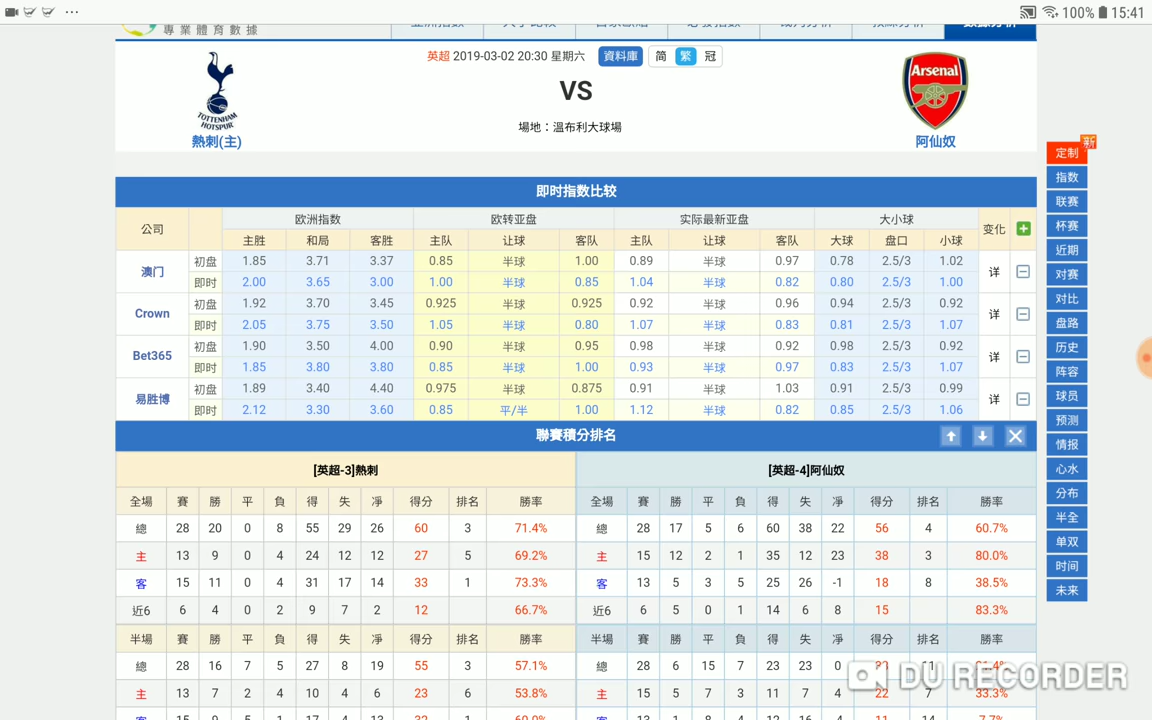 100% 15:41
專業體育數據
英超 2019-03-02 20:30 星期六 資料庫 简 繁 冠
VS
場地：溫布利大球場
TOTTENHAM
HOTSPUR
熱刺(主)
Arsenal
阿仙奴
新
定制
指数
联赛
杯赛
近期
对赛
对比
盘路
历史
阵容
球员
预测
情报
心水
分布
半全
单双
时间
未来
即时指数比较
公司 欧洲指数 欧转亚盘 实际最新亚盘 大小球 变化
主胜 和局 客胜 主队 让球 客队 主队 让球 客队 大球 盘口 小球
澳门 初盘 1.85 3.71 3.37 0.85 半球 1.00 0.89 半球 0.97 0.78 2.5/3 1.02 详
即时 2.00 3.65 3.00 1.00 半球 0.85 1.04 半球 0.82 0.80 2.5/3 1.00
Crown 初盘 1.92 3.70 3.45 0.925 半球 0.925 0.92 半球 0.96 0.94 2.5/3 0.92 详
即时 2.05 3.75 3.50 1.05 半球 0.80 1.07 半球 0.83 0.81 2.5/3 1.07
Bet365 初盘 1.90 3.50 4.00 0.90 半球 0.95 0.98 半球 0.92 0.98 2.5/3 0.92 详
即时 1.85 3.80 3.80 0.85 半球 1.00 0.93 半球 0.97 0.83 2.5/3 1.07
易胜博 初盘 1.89 3.40 4.40 0.975 半球 0.875 0.91 半球 1.03 0.91 2.5/3 0.99 详
即时 2.12 3.30 3.60 0.85 平/半 1.00 1.12 半球 0.82 0.85 2.5/3 1.06
聯賽積分排名
[英超-3]熱刺 [英超-4]阿仙奴
全場 賽 勝 平 負 得 失 凈 得分 排名 勝率 全場 賽 勝 平 負 得 失 凈 得分 排名 勝率
總 28 20 0 8 55 29 26 60 3 71.4% 總 28 17 5 6 60 38 22 56 4 60.7%
主 13 9 0 4 24 12 12 27 5 69.2% 主 15 12 2 1 35 12 23 38 3 80.0%
客 15 11 0 4 31 17 14 33 1 73.3% 客 13 5 3 5 25 26 -1 18 8 38.5%
近6 6 4 0 2 9 7 2 12 66.7% 近6 6 5 0 1 14 6 8 15 83.3%
半場 賽 勝 平 負 得 失 凈 得分 排名 勝率 半場 賽 勝 平 負 得 失 凈 得分 排名 勝率
總 28 16 7 5 27 8 19 55 3 57.1% 總 28 6 15 7 23 23 0
主 13 7 2 4 10 4 6 23 6 53.8% 主 15 5 7 3 11 7 4 22 7 33.3%
DU RECORDER